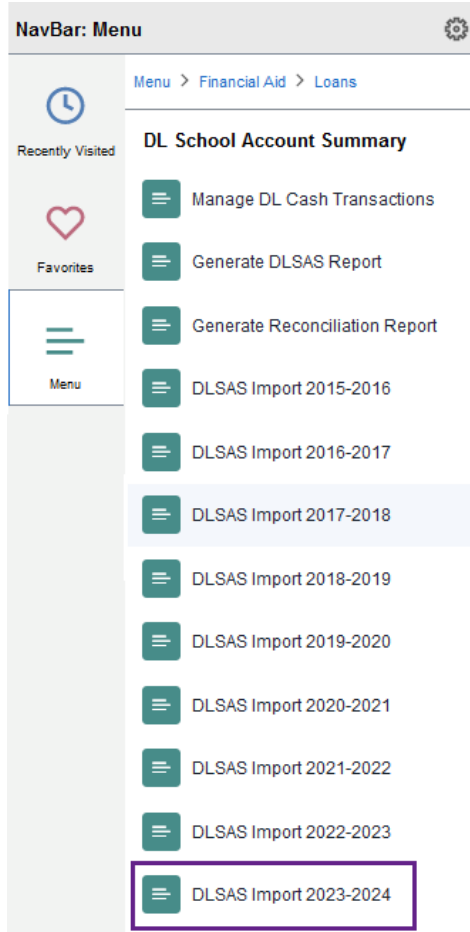 NavBar: Menu
Recently Visited
Favorites
Menu
Menu > Financial Aid > Loans
DL School Account Summary
Manage DL Cash Transactions
Generate DLSAS Report
Generate Reconciliation Report
DLSAS Import 2015-2016
DLSAS Import 2016-2017
DLSAS Import 2017-2018
DLSAS Import 2018-2019
DLSAS Import 2019-2020
DLSAS Import 2020-2021
DLSAS Import 2021-2022
DLSAS Import 2022-2023
DLSAS Import 2023-2024